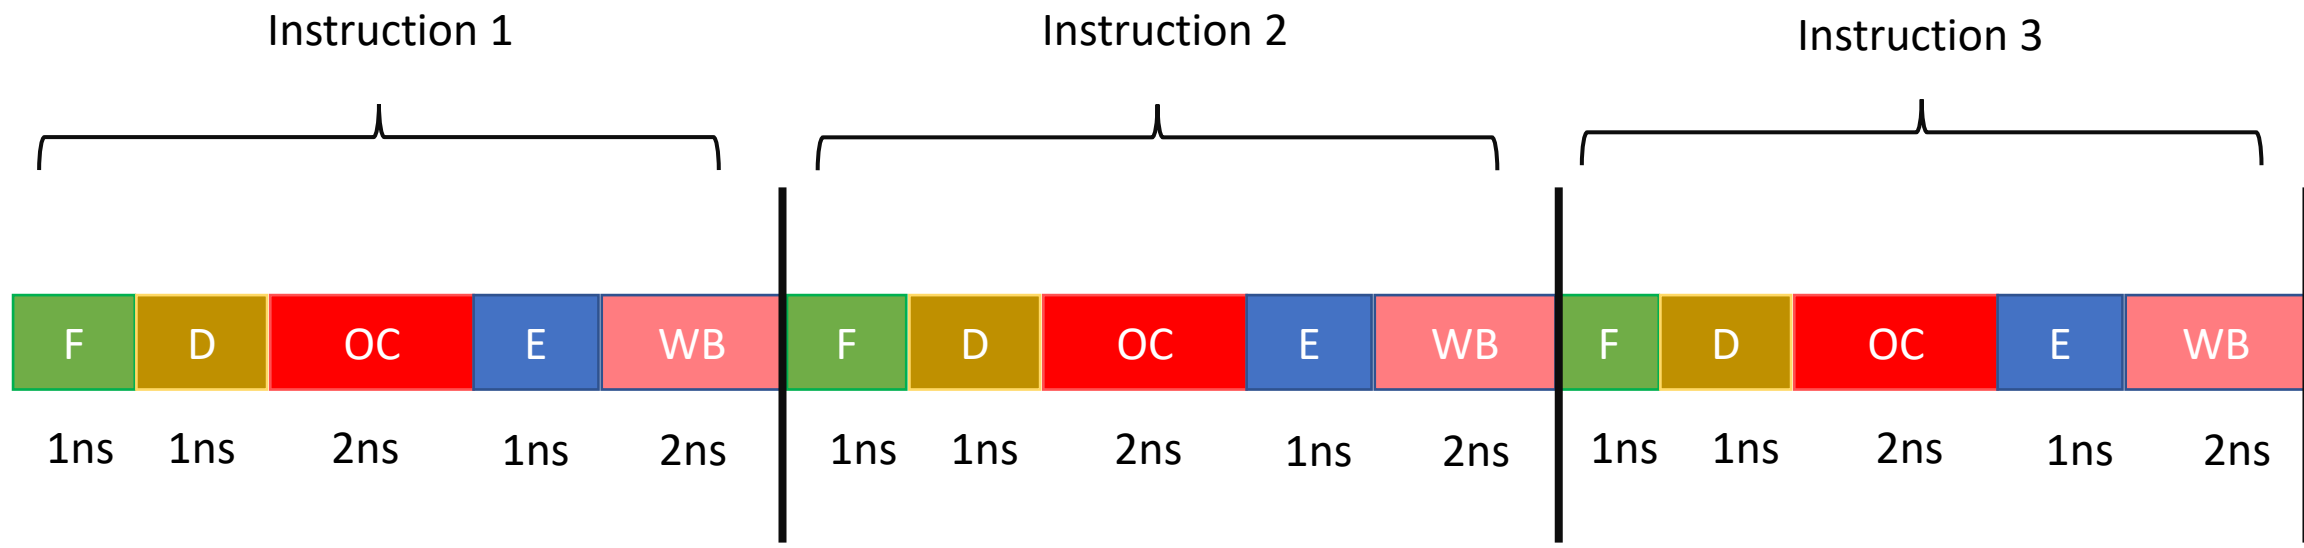 Instruction 1 Instruction 2 Instruction 3
F D OC E WB F D OC E WB F D OC E WB
1ns 1ns 2ns 1ns 2ns 1ns 1ns 2ns 1ns 2ns 1ns 1ns 2ns 1ns 2ns